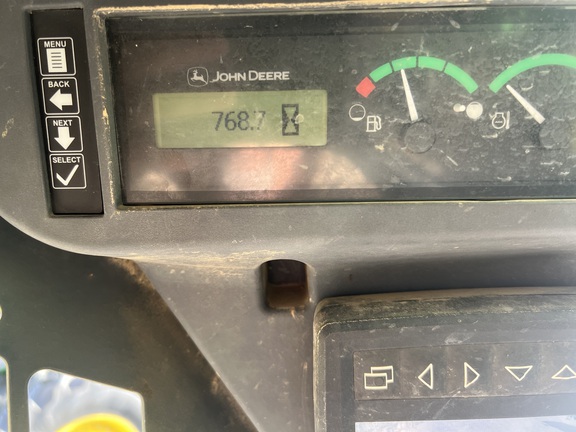 MENU
BACK
NEXT
SELECT
JOHN DEERE
768.7